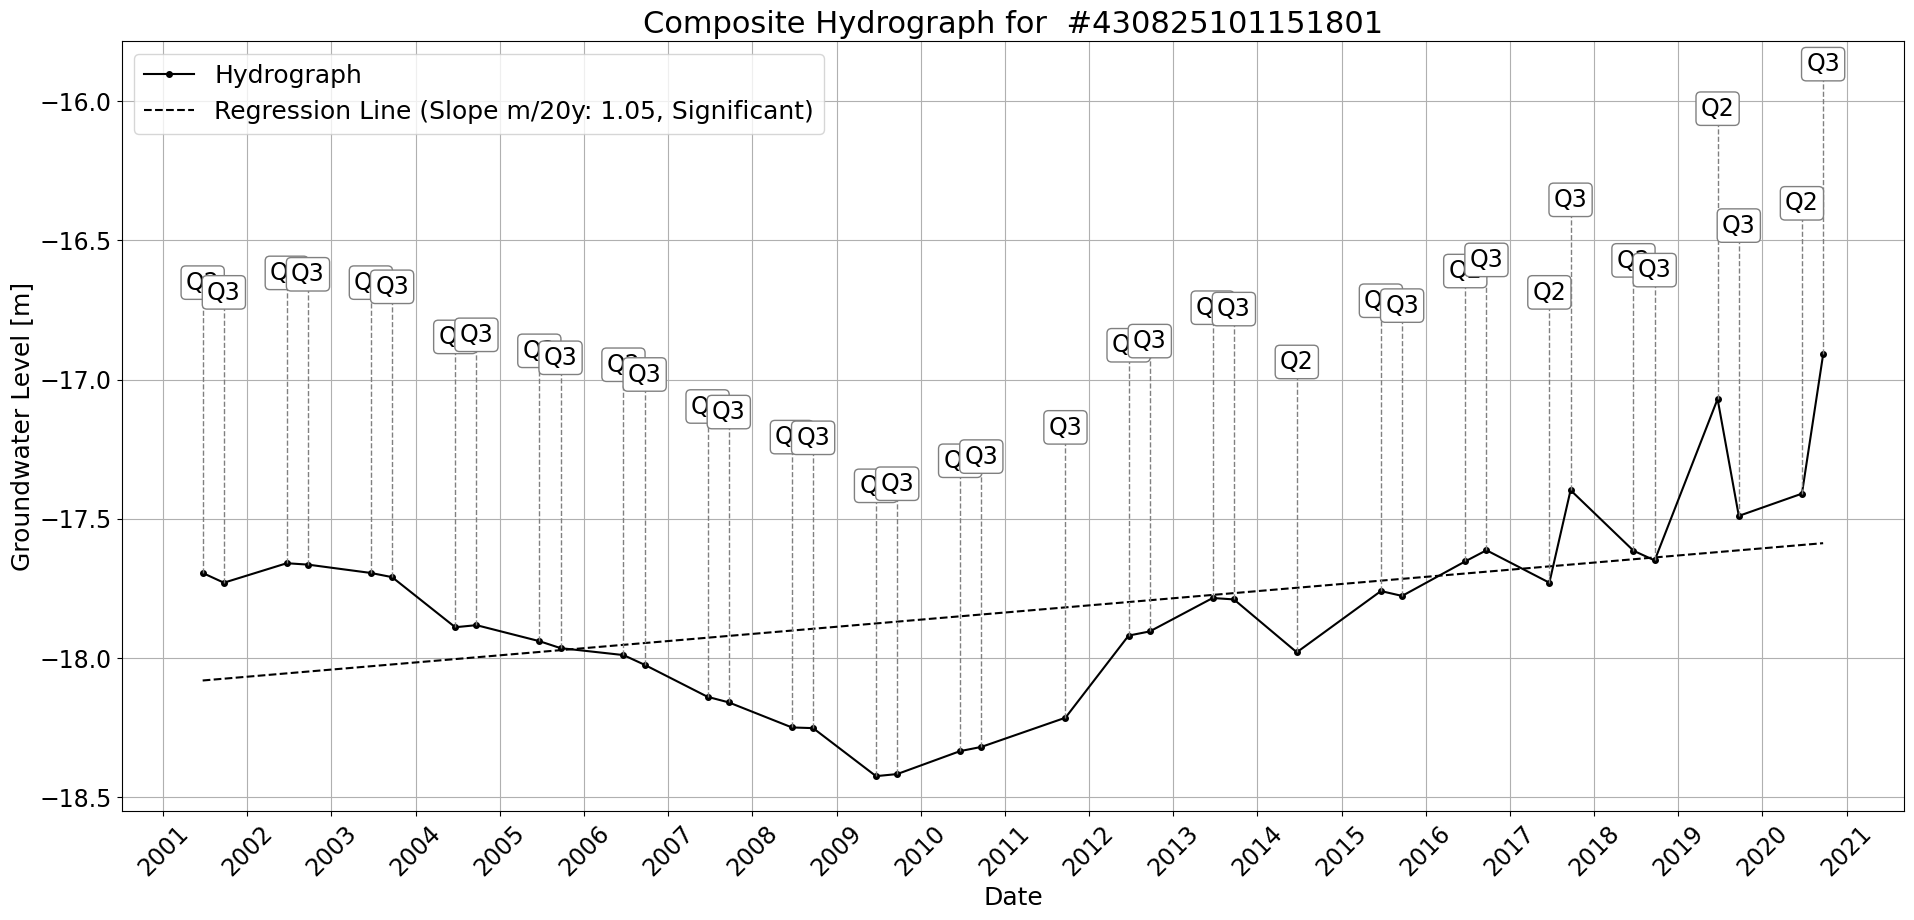 Composite Hydrograph for #430825101151801
Hydrograph
Regression Line (Slope m/20y: 1.05, Significant)
Q3
Q2
Q3
Q2
Q3
Q2
Q3
Q3
Q3
Q3
Q3
Q2
Q3
Q3
Q3
Q3
Q3
Q3
Q2
Q3
Q3
Q3
Q3
Q3
Q3
Q3
Groundwater Level [m]
−16.0
−16.5
−17.0
−17.5
−18.0
−18.5
2001
2002
2003
2004
2005
2006
2007
2008
2009
2010
2011
2012
2013
2014
2015
2016
2017
2018
2019
2020
2021
Date